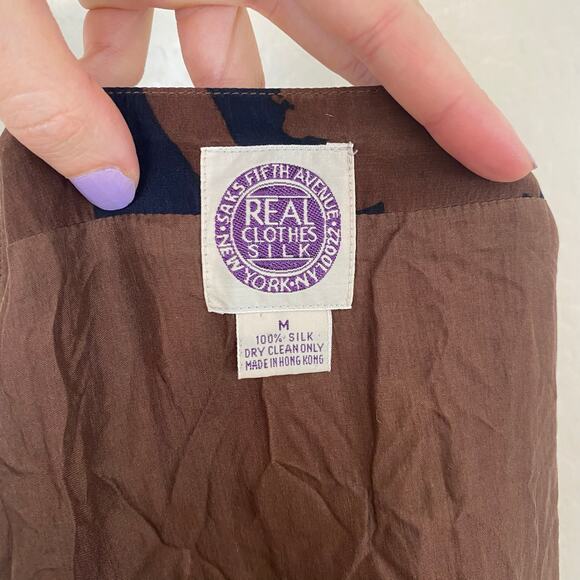 SAKS FIFTH AVENUE
REAL
CLOTHES
SILK
NEW YORK·NY 10022
M
100% SILK
DRY CLEAN ONLY
MADE IN HONG KONG